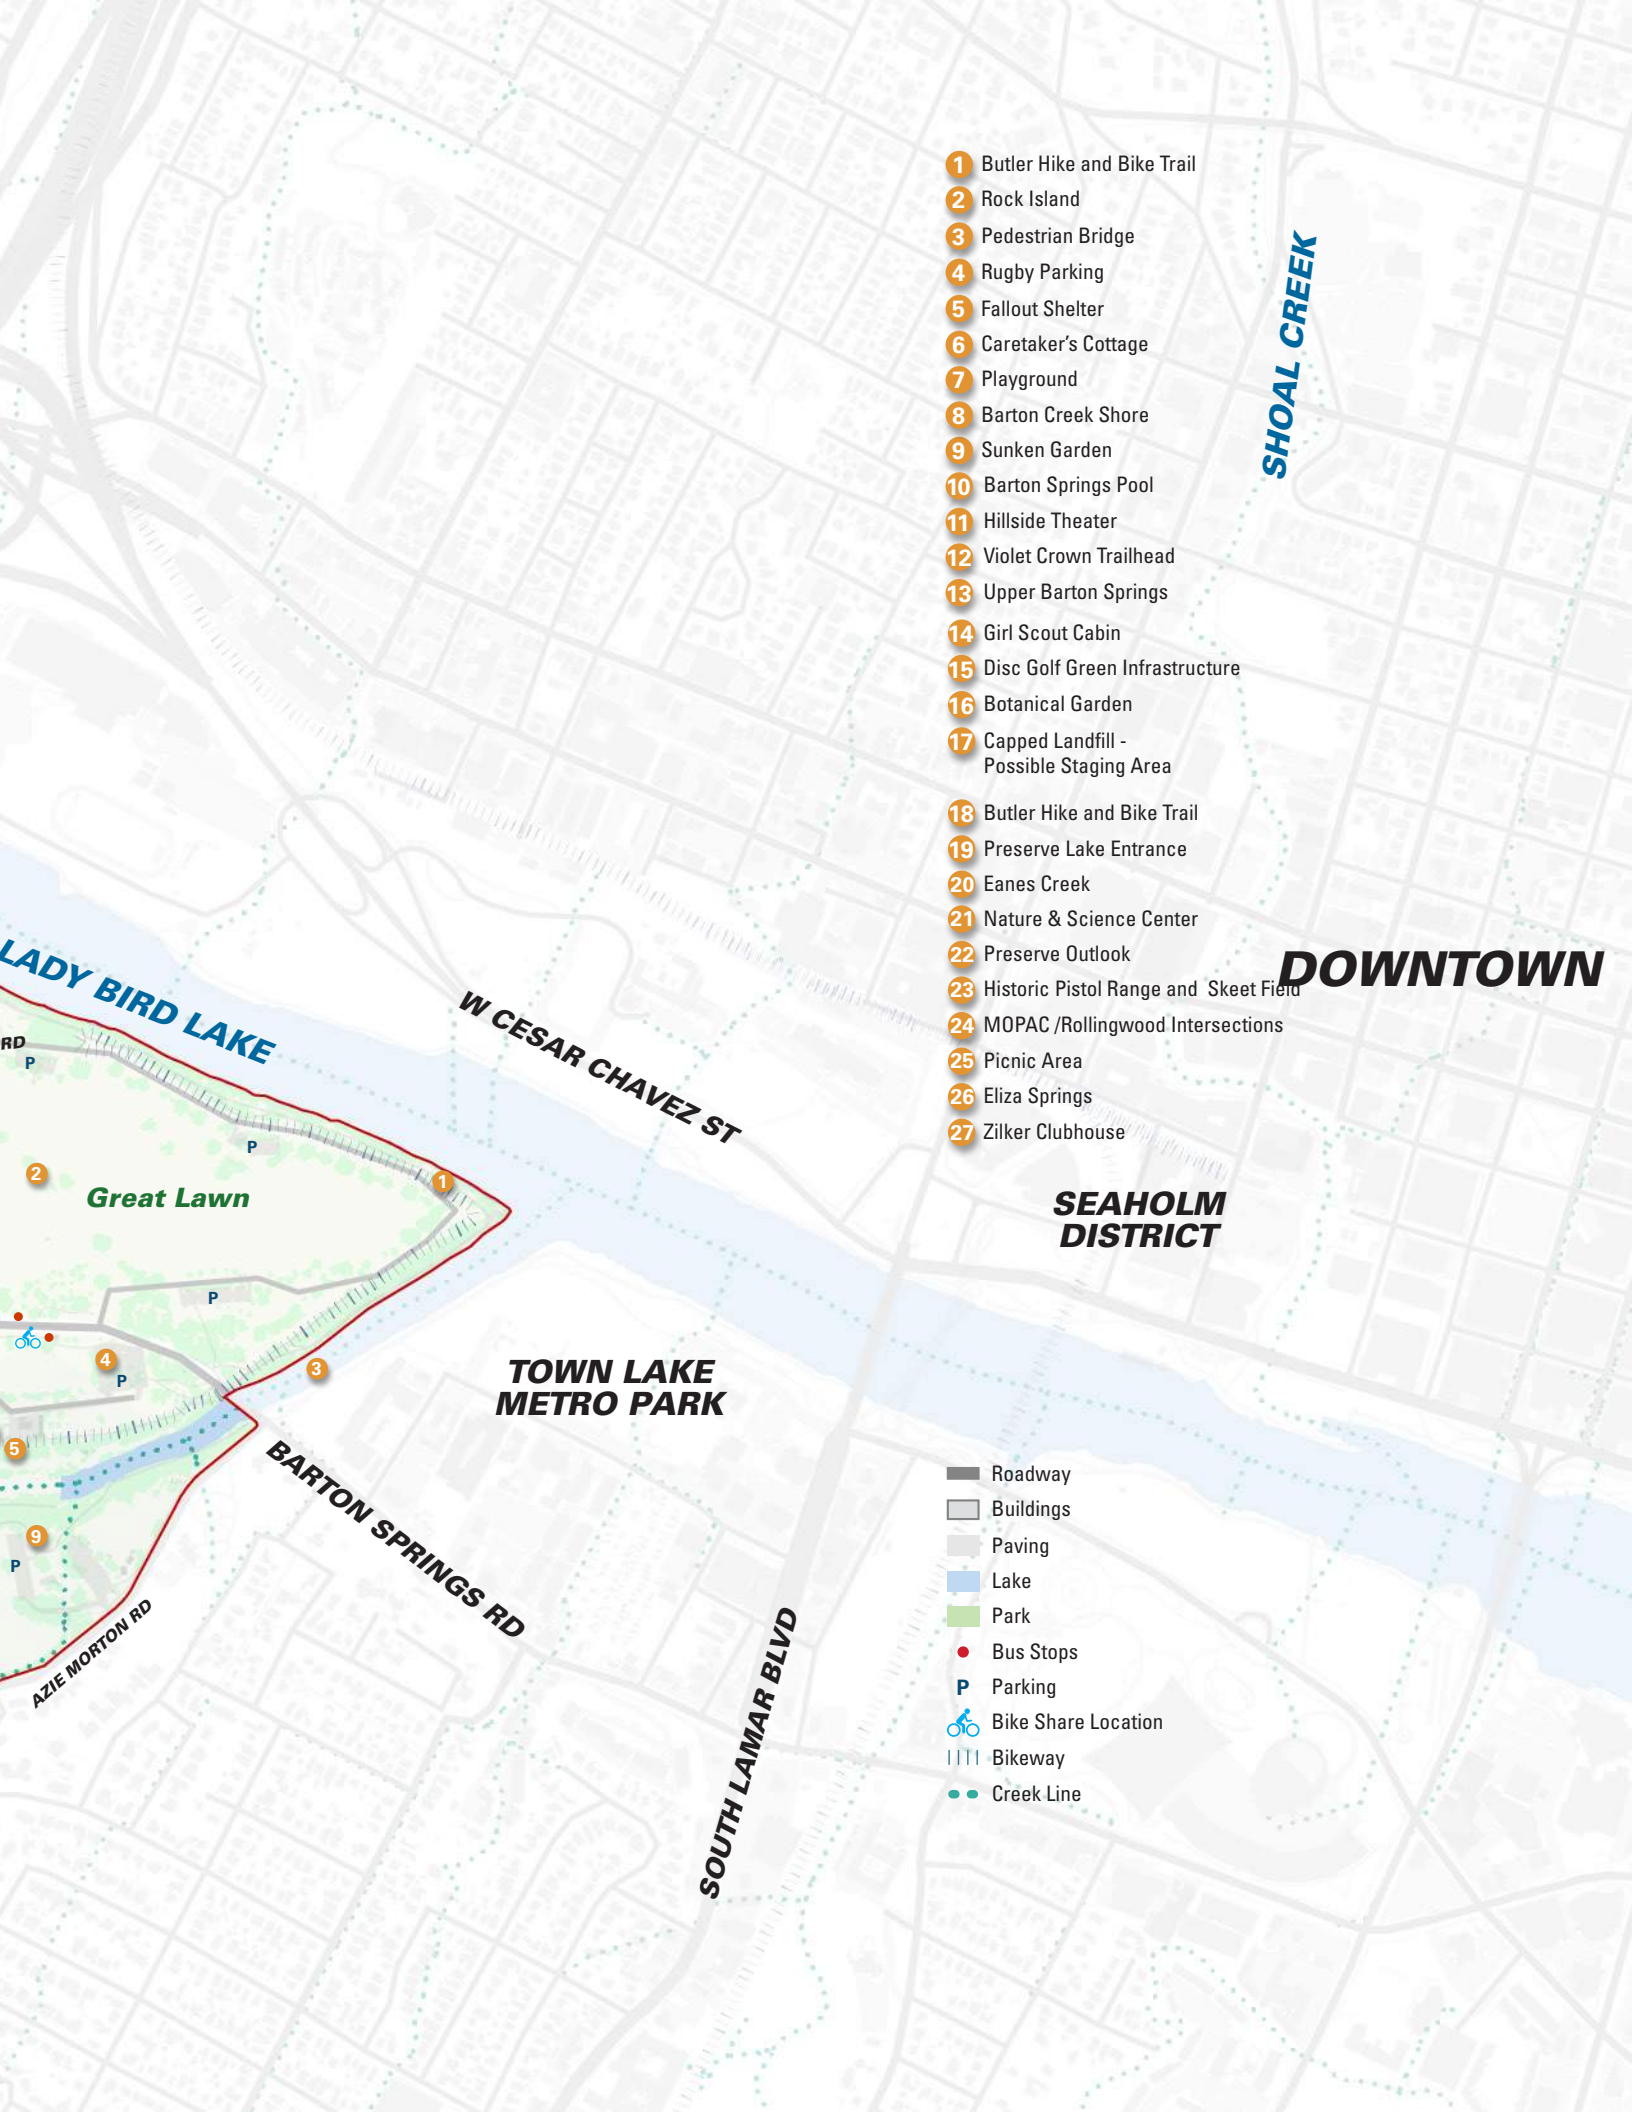 1 Butler Hike and Bike Trail
2 Rock Island
3 Pedestrian Bridge
4 Rugby Parking
5 Fallout Shelter
6 Caretaker's Cottage
7 Playground
8 Barton Creek Shore
9 Sunken Garden
10 Barton Springs Pool
11 Hillside Theater
12 Violet Crown Trailhead
13 Upper Barton Springs
14 Girl Scout Cabin
15 Disc Golf Green Infrastructure
16 Botanical Garden
17 Capped Landfill -
Possible Staging Area
18 Butler Hike and Bike Trail
19 Preserve Lake Entrance
20 Eanes Creek
21 Nature & Science Center
22 Preserve Outlook
23 Historic Pistol Range and Skeet Field
24 MOPAC /Rollingwood Intersections
25 Picnic Area
26 Eliza Springs
27 Zilker Clubhouse
SHOAL CREEK
DOWNTOWN
LADY BIRD LAKE
W CESAR CHAVEZ ST
RD
P
P
2
1
Great Lawn
SEAHOLM
DISTRICT
P
4
P
3
TOWN LAKE
METRO PARK
5
BARTON SPRINGS RD
9
P
AZIE MORTON RD
SOUTH LAMAR BLVD
Roadway
Buildings
Paving
Lake
Park
Bus Stops
P Parking
Bike Share Location
Bikeway
Creek Line